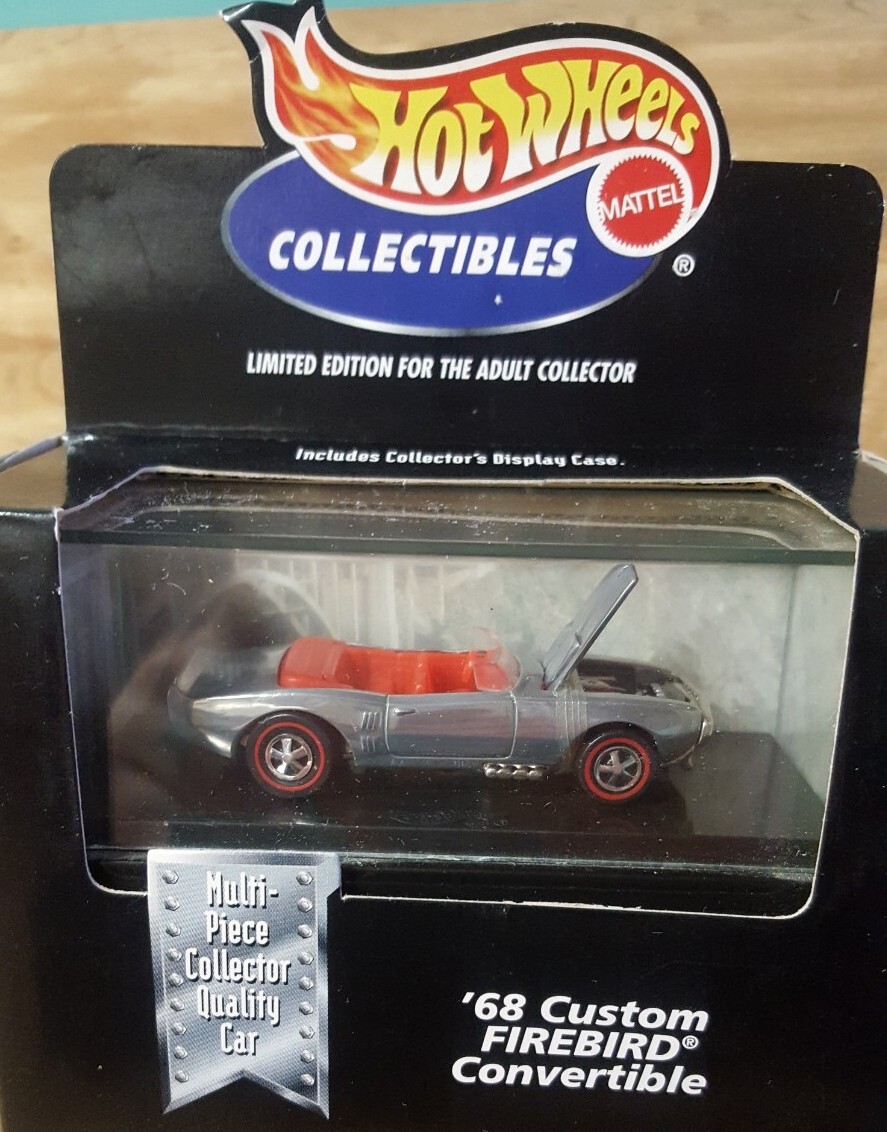 Hot Wheels
MATTEL
COLLECTIBLES
®
LIMITED EDITION FOR THE ADULT COLLECTOR
Includes Collector's Display Case.
Multi-
Piece
Collector
Quality
Car
'68 Custom
FIREBIRD®
Convertible